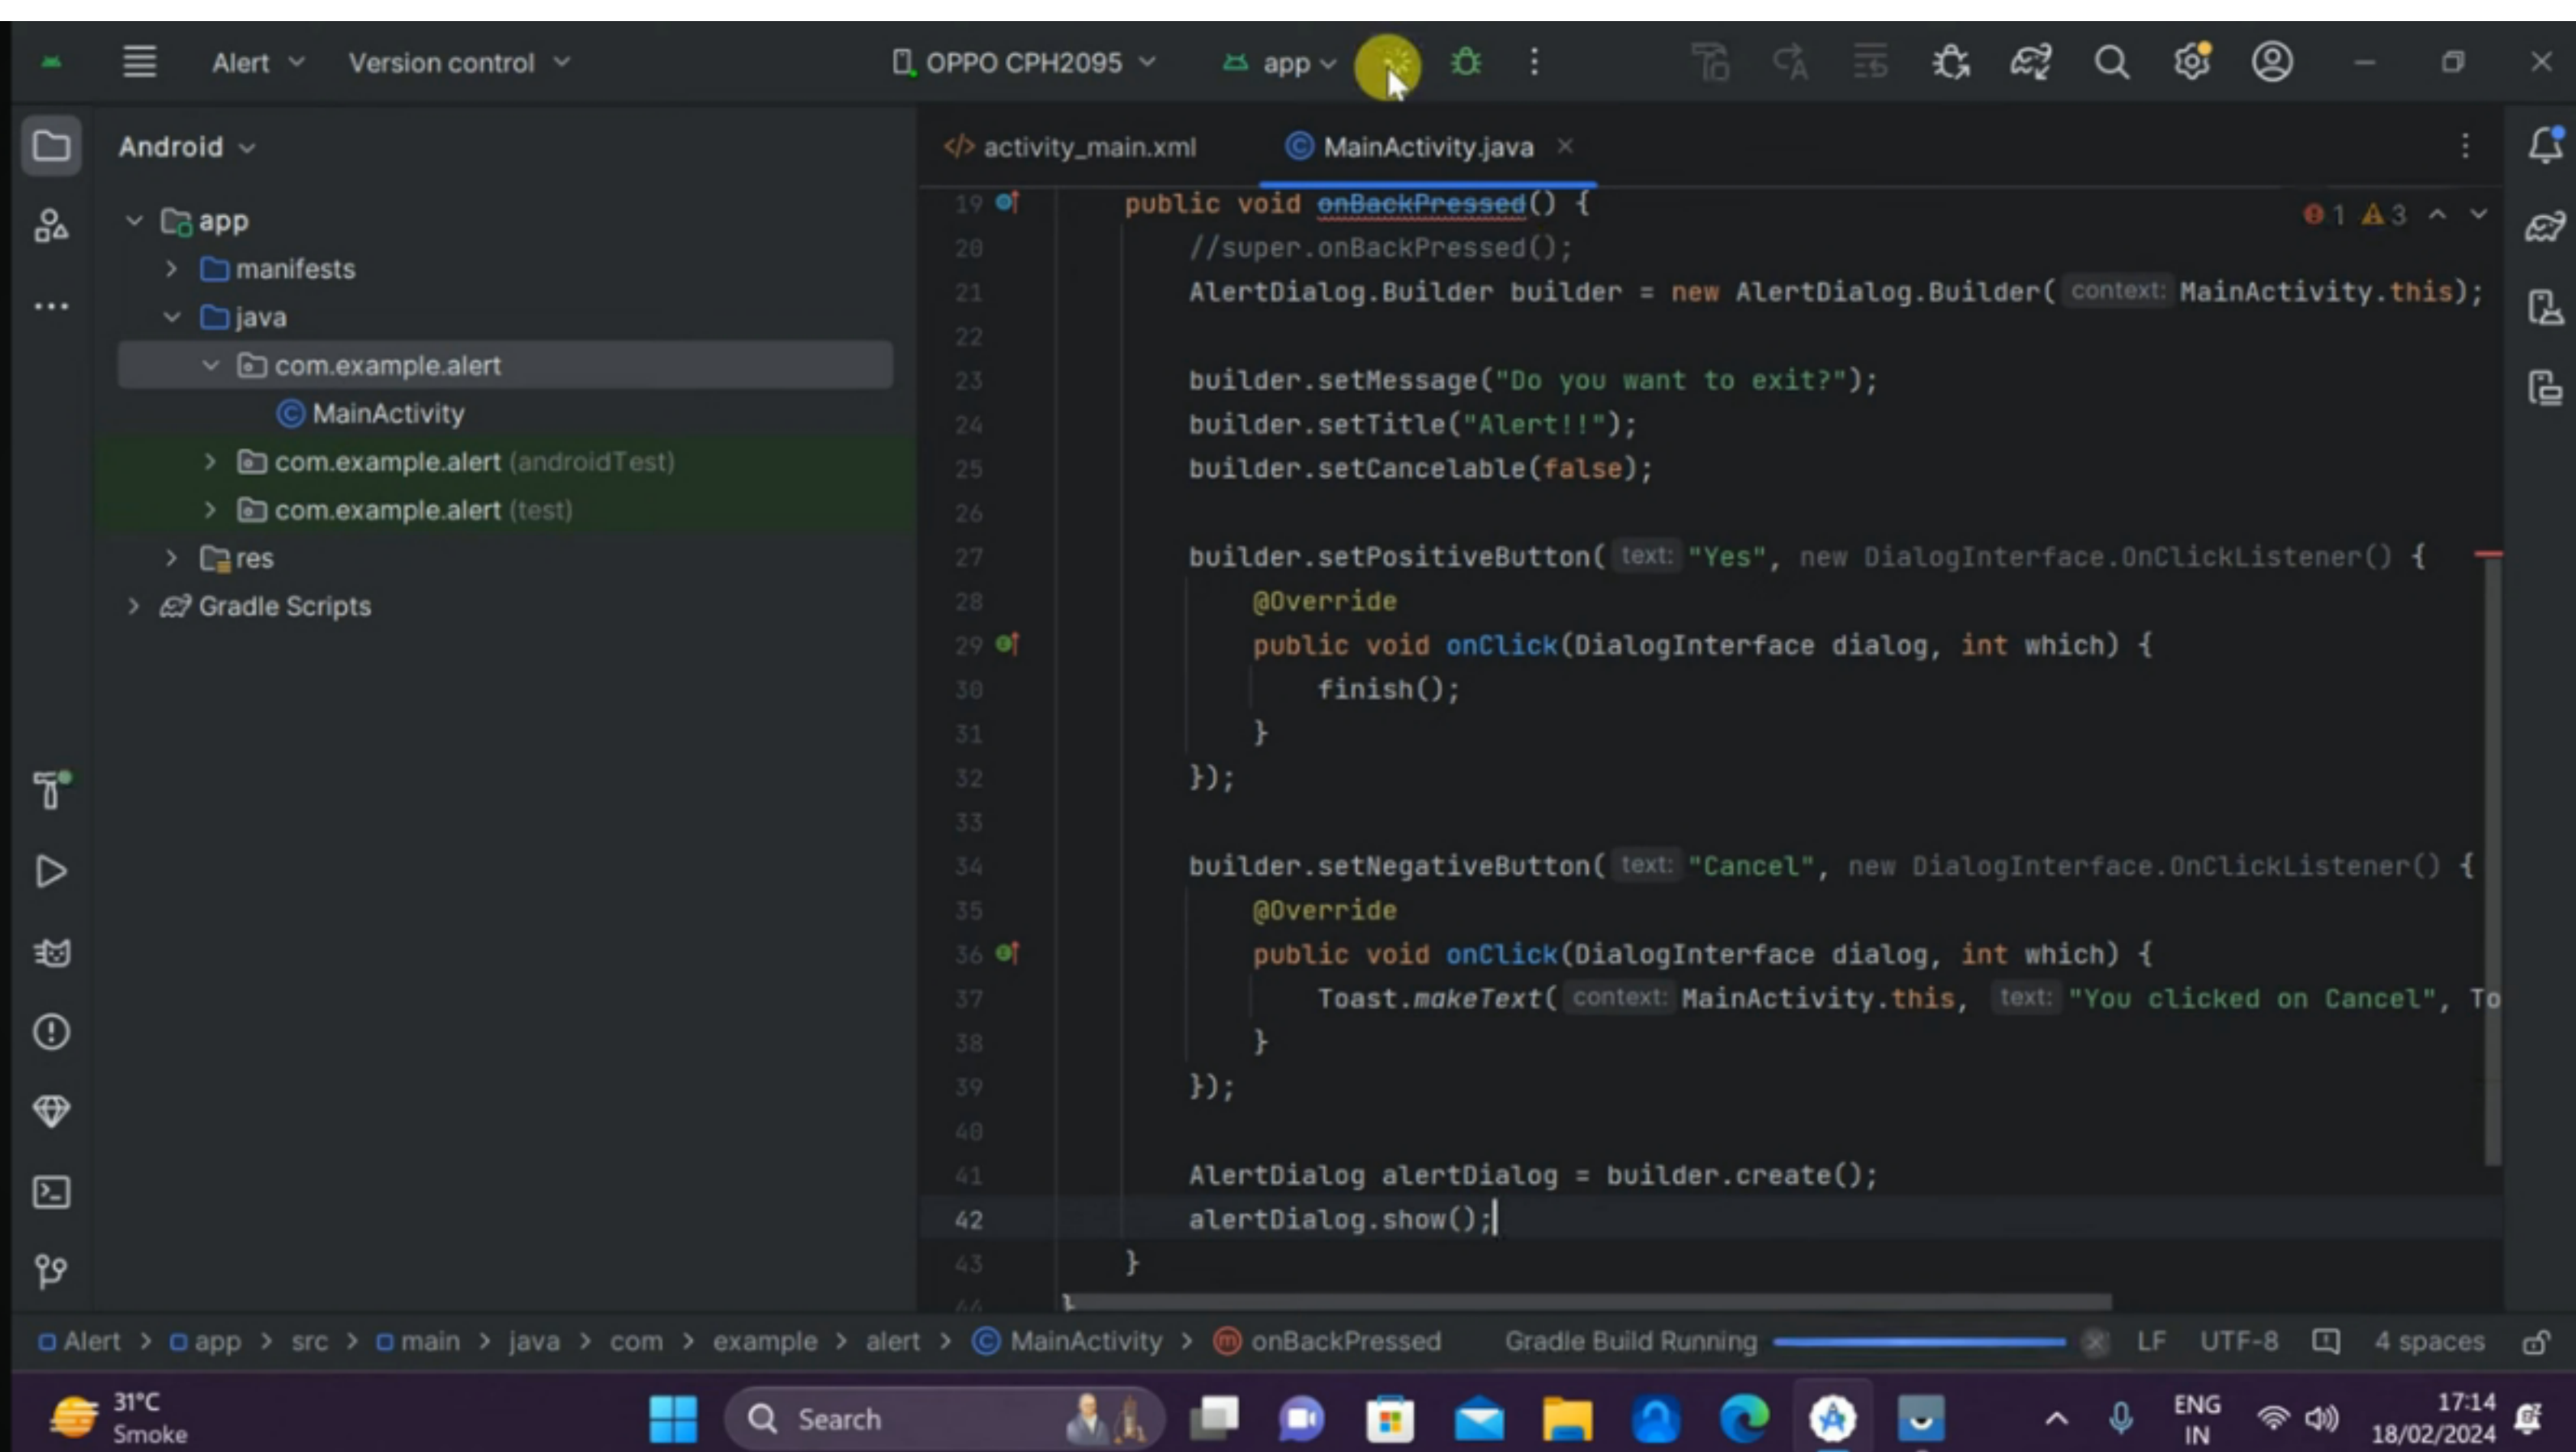 Alert Version control OPPO CPH2095 app
Android
activity_main.xml MainActivity.java
app
manifests
java
com.example.alert
MainActivity
com.example.alert (androidTest)
com.example.alert (test)
res
Gradle Scripts
1 3
19 public void onBackPressed() {
20 //super.onBackPressed();
21 AlertDialog.Builder builder = new AlertDialog.Builder( context: MainActivity.this);
22
23 builder.setMessage("Do you want to exit?");
24 builder.setTitle("Alert!!");
25 builder.setCancelable(false);
26
27 builder.setPositiveButton( text: "Yes", new DialogInterface.OnClickListener() {
28 @Override
29 public void onClick(DialogInterface dialog, int which) {
30 finish();
31 }
32 });
33
34 builder.setNegativeButton( text: "Cancel", new DialogInterface.OnClickListener() {
35 @Override
36 public void onClick(DialogInterface dialog, int which) {
37 Toast.makeText( context: MainActivity.this, text: "You clicked on Cancel", To
38 }
39 });
40
41 AlertDialog alertDialog = builder.create();
42 alertDialog.show();
43 }
44 }
Alert > app > src > main > java > com > example > alert > MainActivity > onBackPressed Gradle Build Running LF UTF-8 4 spaces
31°C
Smoke
Search
ENG
IN
17:14
18/02/2024